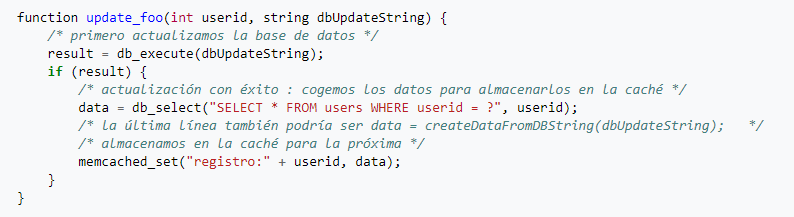 function update_foo(int userid, string dbUpdateString) {
/* primero actualizamos la base de datos */
result = db_execute(dbUpdateString);
if (result) {
/* actualización con éxito : cogemos los datos para almacenarlos en la caché */
data = db_select("SELECT * FROM users WHERE userid = ?", userid);
/* la última línea también podría ser data = createDataFromDBString(dbUpdateString);   */
/* almacenamos en la caché para la próxima */
memcached_set("registro:" + userid, data);
}
}